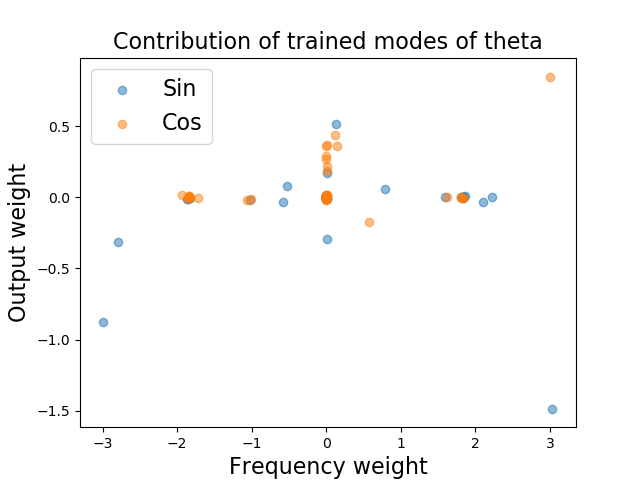 Contribution of trained modes of theta
Sin
Cos
0.5
0.0
−0.5
−1.0
−1.5
Output weight
−3
−2
−1
0
1
2
3
Frequency weight